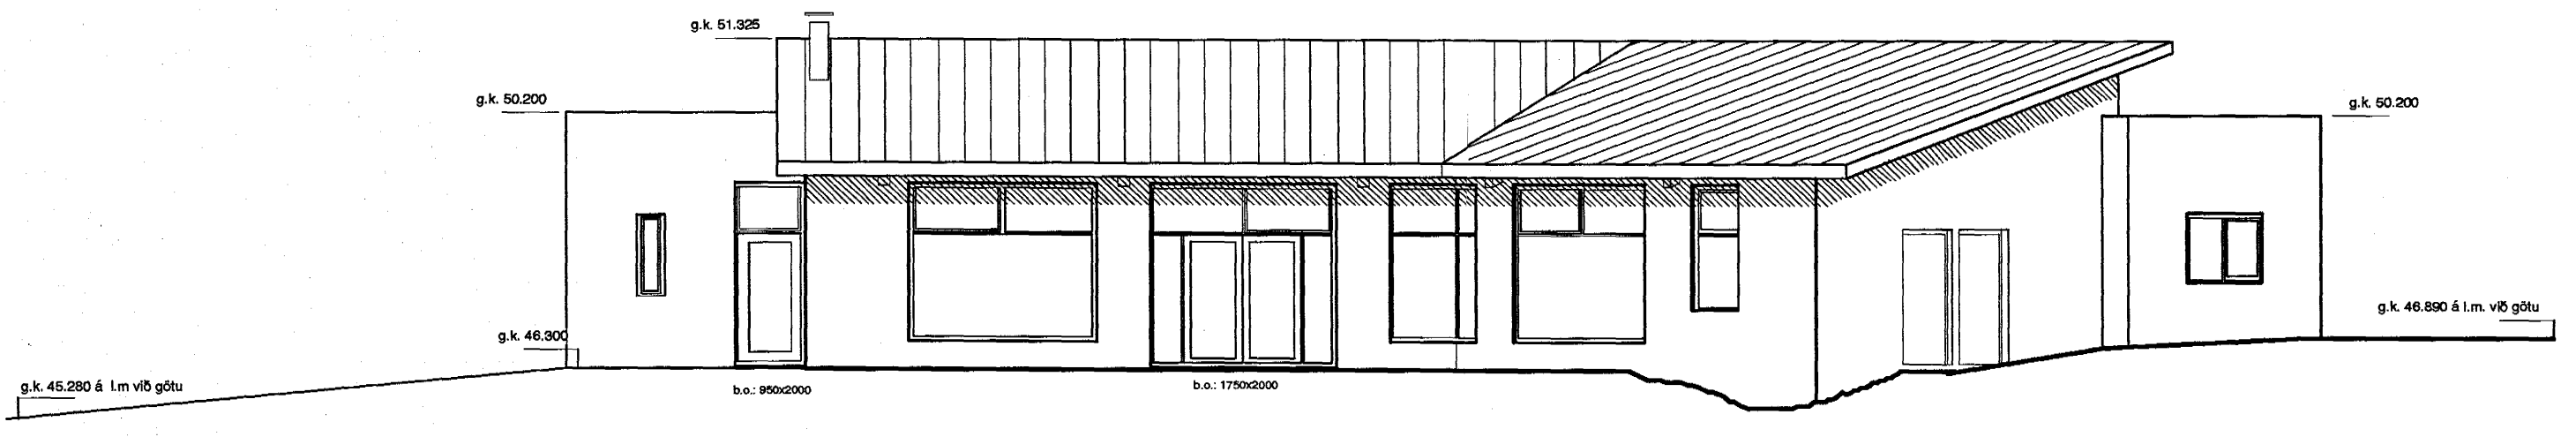 g.k. 51.325
g.k. 50.200
g.k. 50.200
g.k. 46.300
g.k. 46.890 á l.m. við götu
g.k. 45.280 á l.m við götu
b.o.: 950x2000
b.o.: 1750x2000